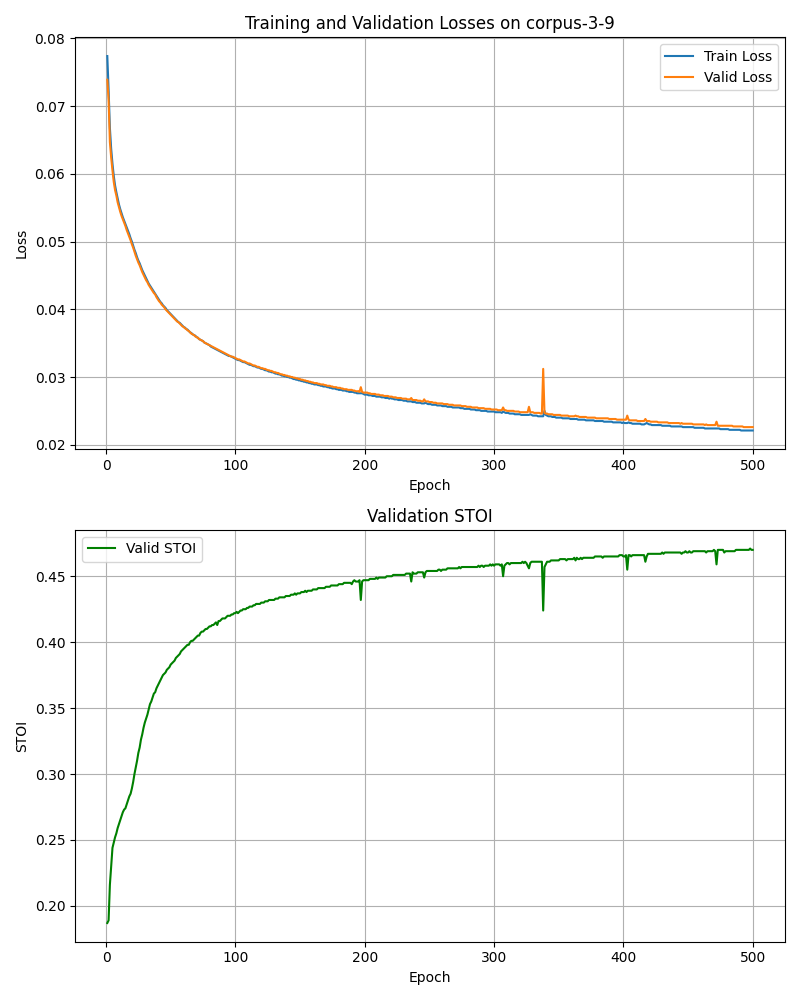 Training and Validation Losses on corpus-3-9
0.08
0.07
0.06
0.05
0.04
0.03
0.02
Loss
Train Loss
Valid Loss
0 100 200 300 400 500
Epoch
Validation STOI
Valid STOI
0.45
0.40
0.35
0.30
0.25
0.20
STOI
0 100 200 300 400 500
Epoch